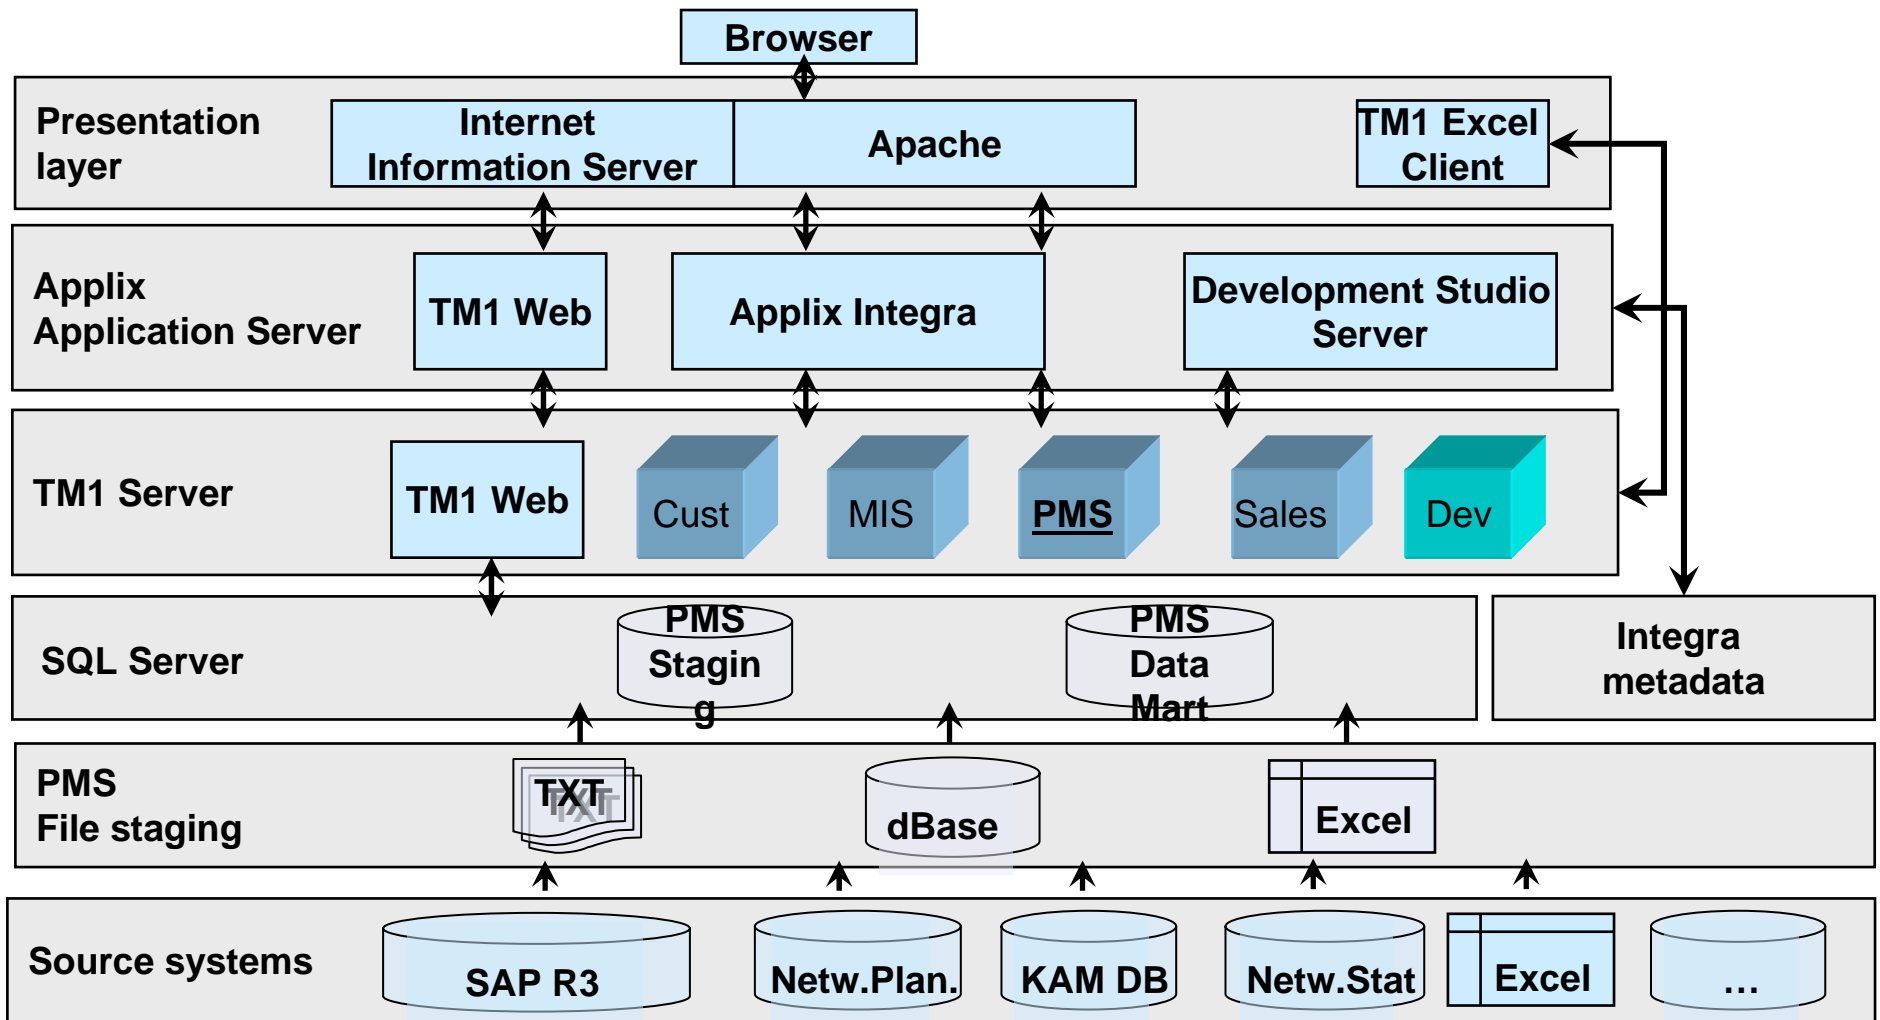 Browser
Presentation
layer
Internet
Information Server
Apache
TM1 Excel
Client
Applix
Application Server
TM1 Web
Applix Integra
Development Studio
Server
TM1 Server
TM1 Web
Cust
MIS
PMS
Sales
Dev
SQL Server
PMS
Stagin
g
PMS
Data
Mart
Integra
metadata
PMS
File staging
TXT
TXT
TXT
dBase
Excel
Source systems
SAP R3
Netw.Plan.
KAM DB
Netw.Stat
Excel
...